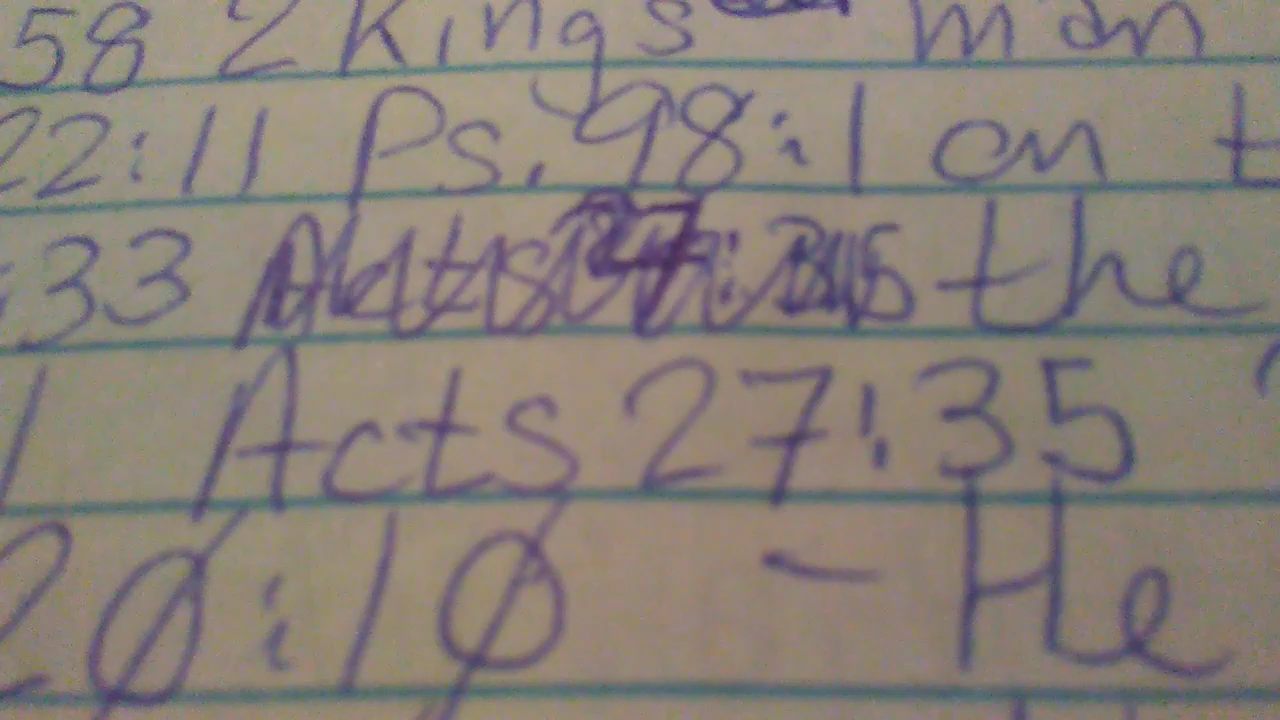 58 2 Kings man
22:11 Ps. 98:1 on t
:33 the
1 Acts 27:35
20:10 - He